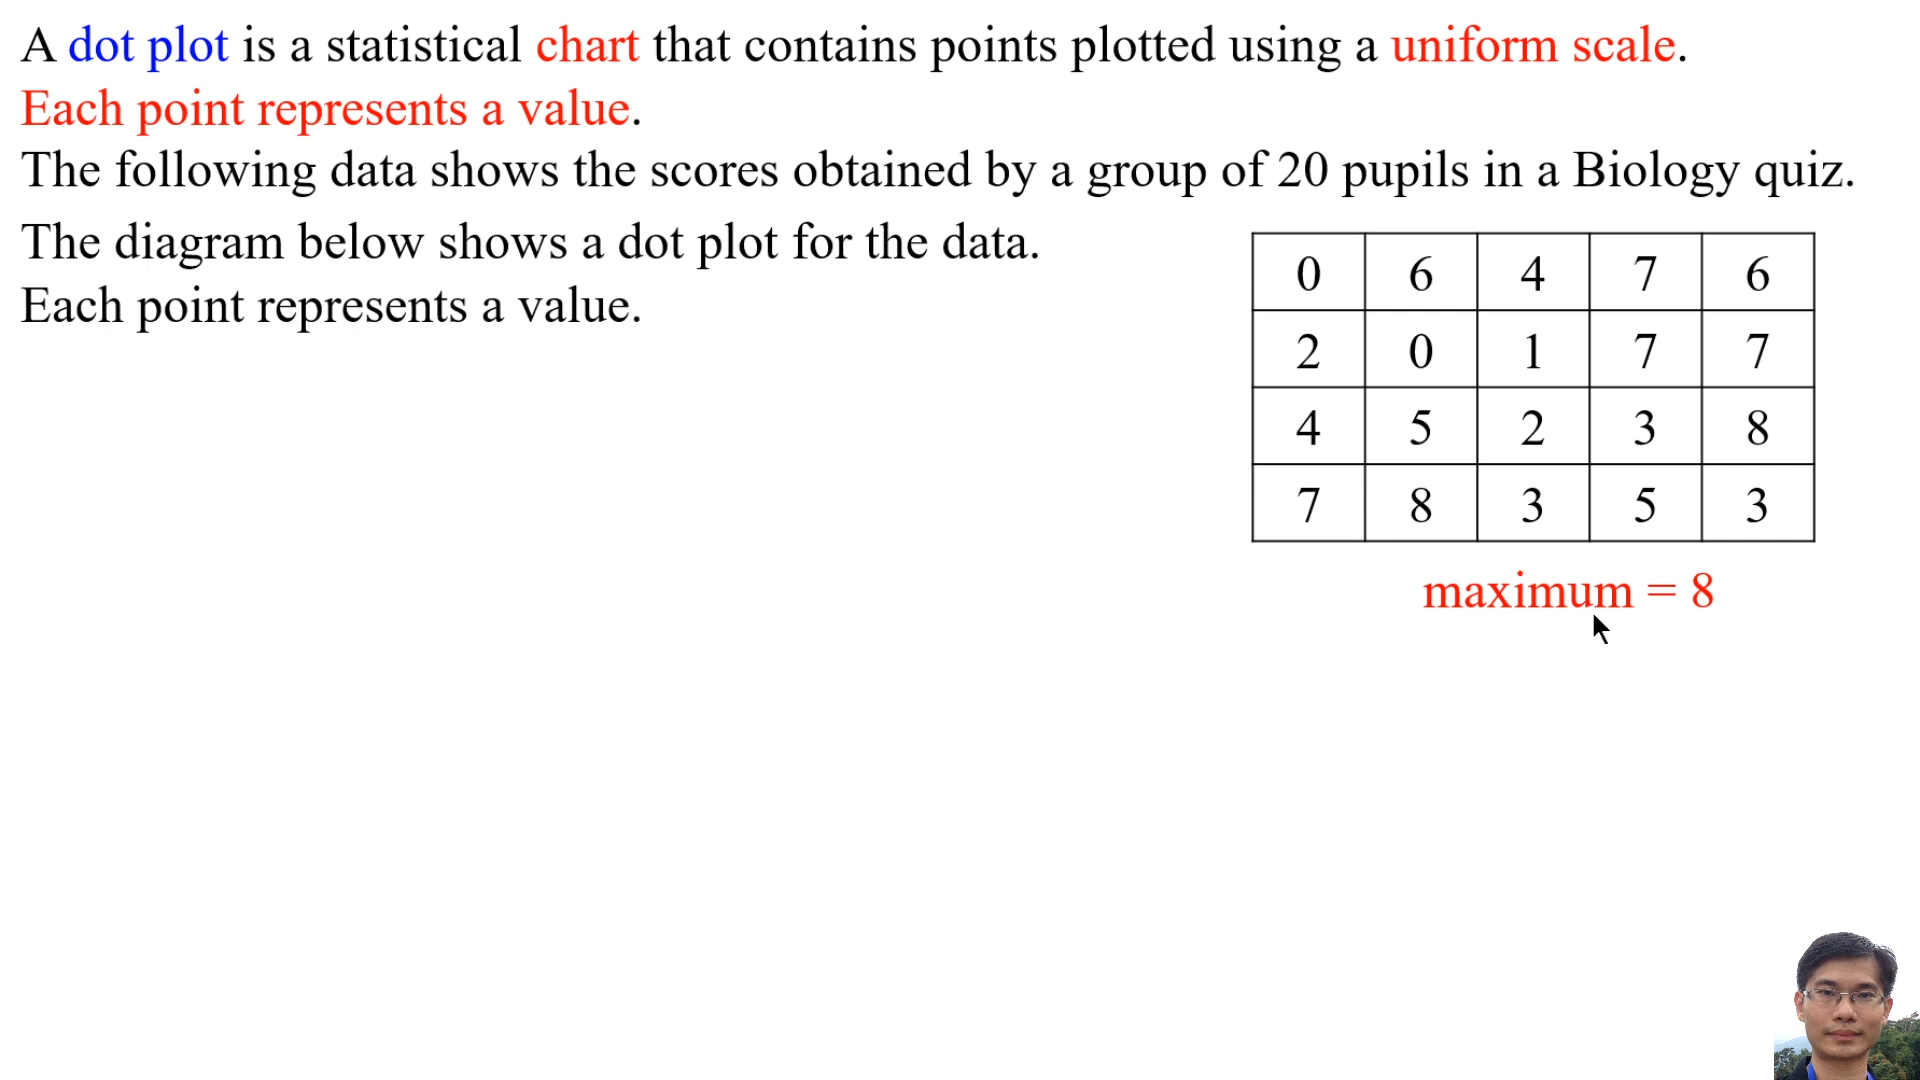 A dot plot is a statistical chart that contains points plotted using a uniform scale.
Each point represents a value.
The following data shows the scores obtained by a group of 20 pupils in a Biology quiz.
The diagram below shows a dot plot for the data.
Each point represents a value.
0 6 4 7 6
2 0 1 7 7
4 5 2 3 8
7 8 3 5 3
maximum = 8